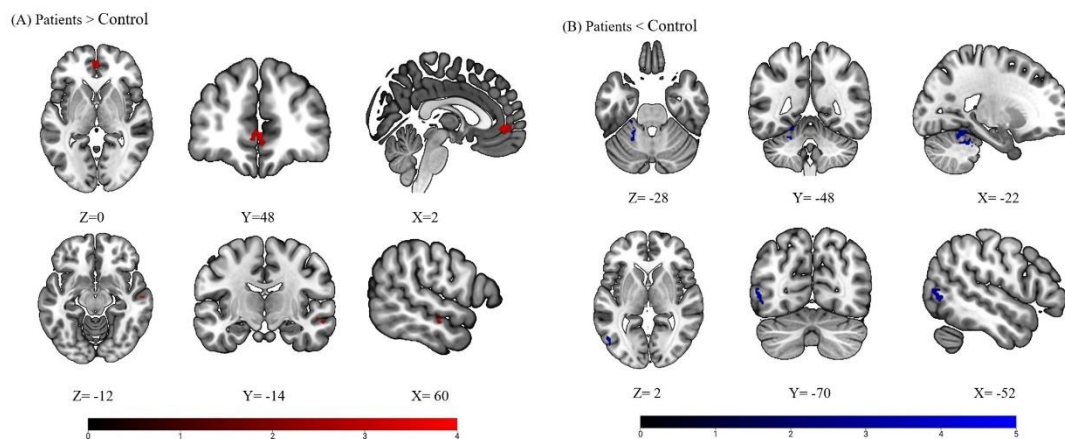 (A) Patients > Control
Z=0 Y=48 X=2
Z= -12 Y= -14 X= 60
0 1 2 3 4
(B) Patients < Control
Z= -28 Y= -48 X= -22
Z= 2 Y= -70 X= -52
0 1 2 3 4 5